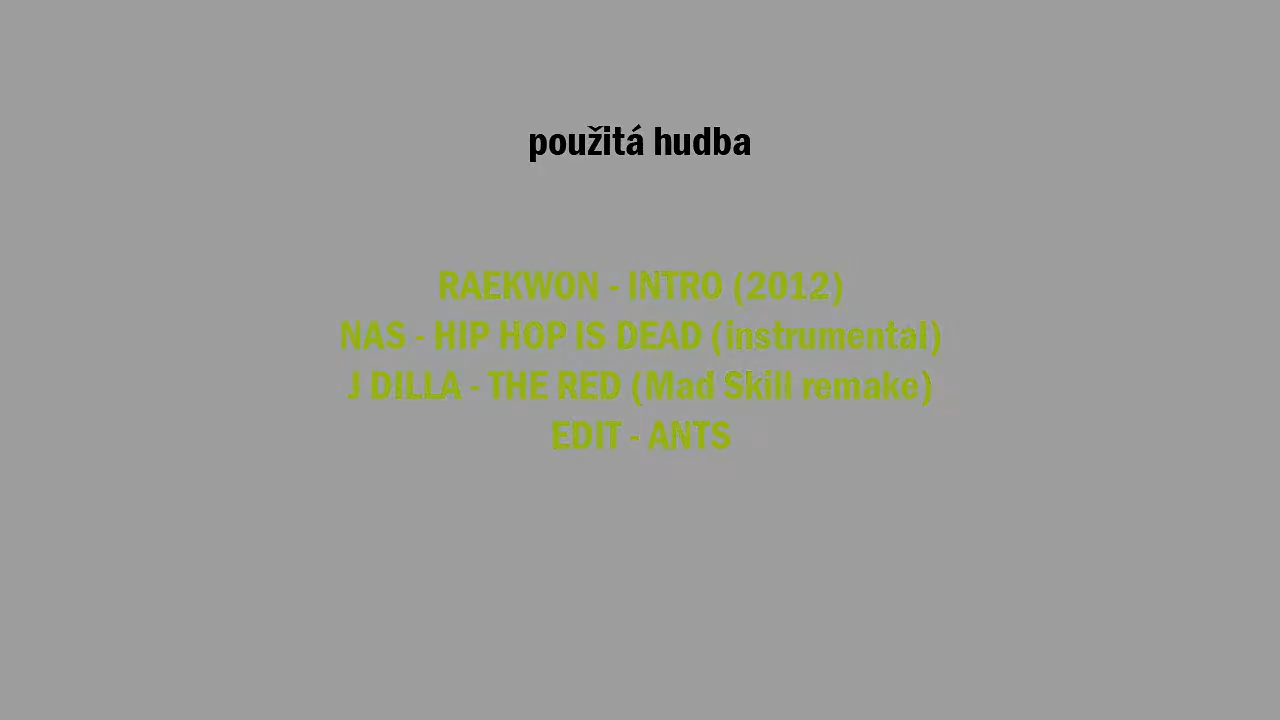 použitá hudba
RAEKWON - INTRO (2012)
NAS - HIP HOP IS DEAD (instrumental)
J DILLA - THE RED (Mad Skill remake)
EDIT - ANTS